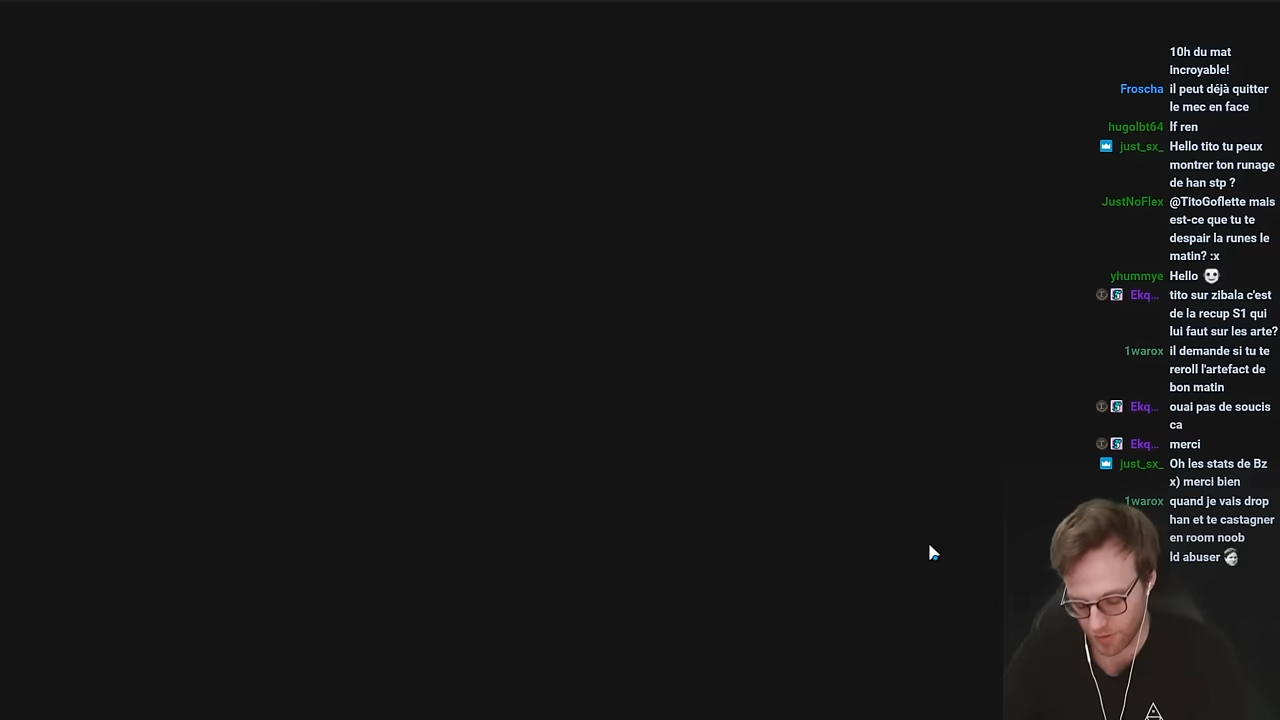 10h du mat
incroyable!
Froscha il peut déjà quitter
le mec en face
hugolbt64 lf ren
just_sx_ Hello tito tu peux
montrer ton runage
de han stp ?
JustNoFlex @TitoGoflette mais
est-ce que tu te
despair la runes le
matin? :x
yhummye Hello
Ekq... tito sur zibala c'est
de la recup S1 qui
lui faut sur les arte?
1warox il demande si tu te
reroll l'artefact de
bon matin
Ekq... ouai pas de soucis
ca
Ekq... merci
just_sx_ Oh les stats de Bz
x) merci bien
1warox quand je vais drop
han et te castagner
en room noob
ld abuser